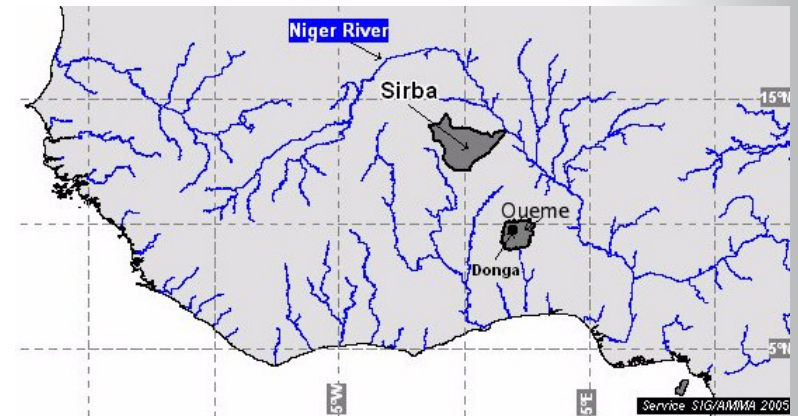 Niger River
Sirba
15°N
Oueme
Donga
5°N
5°W
5°E
Service SIG/AMMA 2005